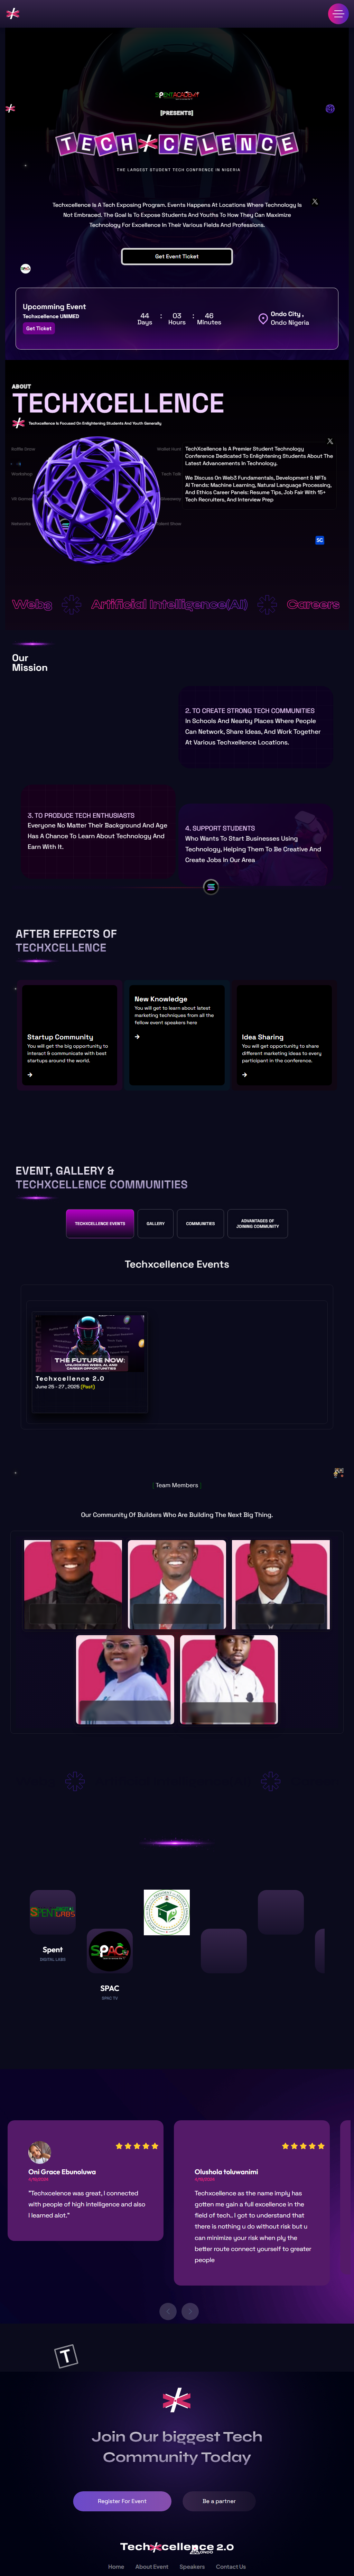 SPENTACADEMY
[PRESENTS]
TECHXCELENCE
THE LARGEST STUDENT TECH CONFRENCE IN NIGERIA
Techxcellence Is A Tech Exposing Program. Events Happens At Locations Where Technology Is
Not Embraced, The Goal Is To Expose Students And Youths To How They Can Maximize
Technology For Excellence In Their Various Fields And Professions.
Get Event Ticket
Upcomming Event
Techxcellence UNIMED
Get Ticket
44 : 03 : 46
Days Hours Minutes
Ondo City ,
Ondo Nigeria
ABOUT
TECHXCELLENCE
Techxcellence Is Focused On Enlightening Students And Youth Generally
Raffle Draw
Workshop
Networks
Tech Talk
TechXcellence Is A Premier Student Technology
Conference Dedicated To Enlightening Students About The
Latest Advancements In Technology.
We Discuss On Web3 Fundamentals, Development & NFTs
AI Trends: Machine Learning, Natural Language Processing,
And Ethics Career Panels: Resume Tips, Job Fair With 15+
Tech Recruiters, And Interview Prep
SC
Web3 Artificial Intelligence(AI) Careers
Our
Mission
2. TO CREATE STRONG TECH COMMUNITIES
In Schools And Nearby Places Where People
Can Network, Share Ideas, And Work Together
At Various Techxellence Locations.
3. TO PRODUCE TECH ENTHUSIASTS
Everyone No Matter Their Background And Age
Has A Chance To Learn About Technology And
Earn With It.
4. SUPPORT STUDENTS
Who Wants To Start Businesses Using
Technology, Helping Them To Be Creative And
Create Jobs In Our Area
AFTER EFFECTS OF
TECHXCELLENCE
Startup Community
You will get the big opportunity to
interact & communicate with best
startups around the world.
New Knowledge
You will get to learn about latest
marketing techniques from all the
fellow event speakers here
Idea Sharing
You will get opportunity to share
different marketing ideas to every
participant in the conference.
EVENT, GALLERY &
TECHXCELLENCE COMMUNITIES
TECHXCELLENCE EVENTS
GALLERY
COMMUNITIES
ADVANTAGES OF
JOINING COMMUNITY
Techxcellence Events
THE FUTURE NOW:
UNLOCKING WEB3, AI AND
CAREER OPPORTUNITIES
Techxcellence 2.0
June 25 - 27 , 2025 (Past)
[ Team Members ]
Our Community Of Builders Who Are Building The Next Big Thing.
SPENT DIGITAL LABS
Spent
DIGITAL LABS
SPAC
SPAC
SPAC TV
Oni Grace Ebunoluwa
"Techxcelence was great, I connected
with people of high intelligence and also
I learned alot."
Olushola toluwanimi
Techxcellence as the name imply has
gotten me gain a full excellence in the
field of tech.. I got to understand that
there is nothing u do without risk but u
can minimize your risk when ply the
better route connect yourself to greater
people
T
Join Our biggest Tech
Community Today
Register For Event
Be a partner
Techxcellence 2.0
Home About Event Speakers Contact Us